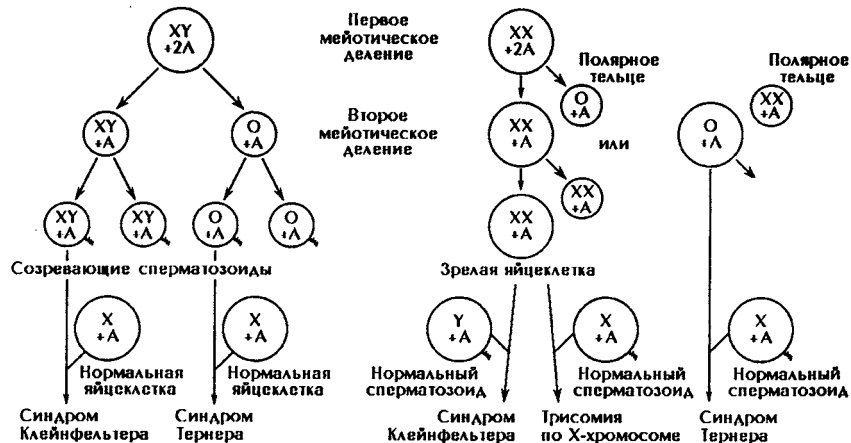 XY
+2A
Первое
мейотическое
деление
XX
+2A
Полярное
тельце
O
+A
Полярное
тельце
XX
+A
XY
+A
O
+A
Второе
мейотическое
деление
XX
+A
или
O
+A
XX
+A
XY
+A
XY
+A
O
+A
O
+A
XX
+A
Созревающие сперматозоиды
Зрелая яйцеклетка
X
+A
X
+A
Y
+A
X
+A
X
+A
Нормальная
яйцеклетка
Нормальная
яйцеклетка
Нормальный
сперматозоид
Нормальный
сперматозоид
Нормальный
сперматозоид
Синдром
Клейнфельтера
Синдром
Тернера
Синдром
Клейнфельтера
Трисомия
по X-хромосоме
Синдром
Тернера